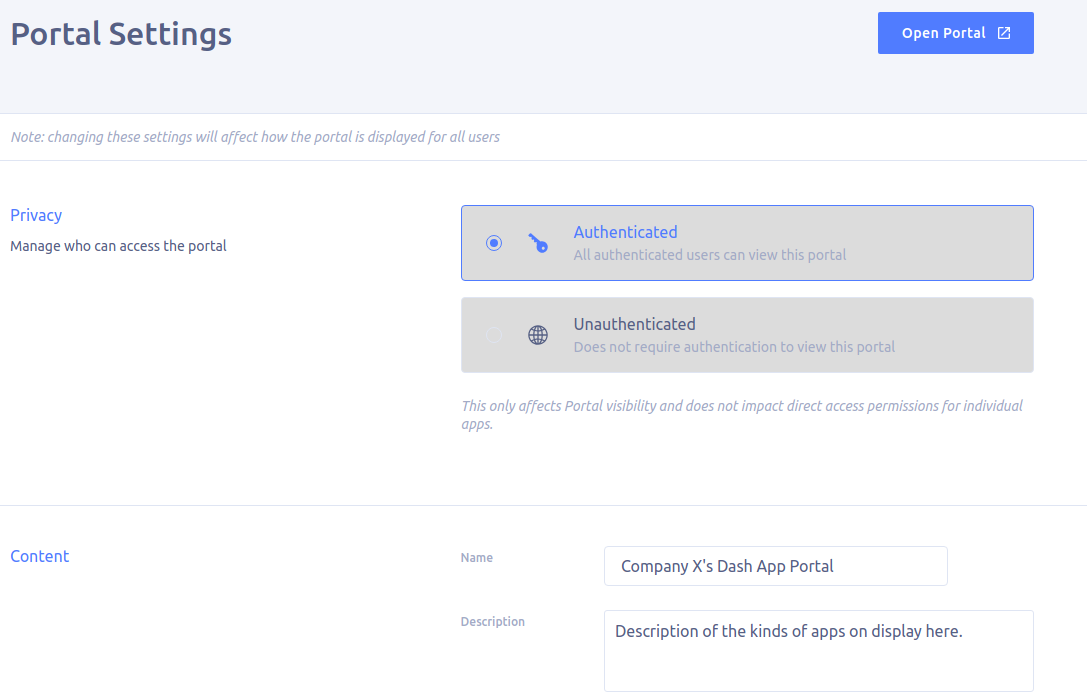 Portal Settings
Open Portal
Note: changing these settings will affect how the portal is displayed for all users
Privacy
Manage who can access the portal
Authenticated
All authenticated users can view this portal
Unauthenticated
Does not require authentication to view this portal
This only affects Portal visibility and does not impact direct access permissions for individual
apps.
Content
Name
Company X's Dash App Portal
Description
Description of the kinds of apps on display here.